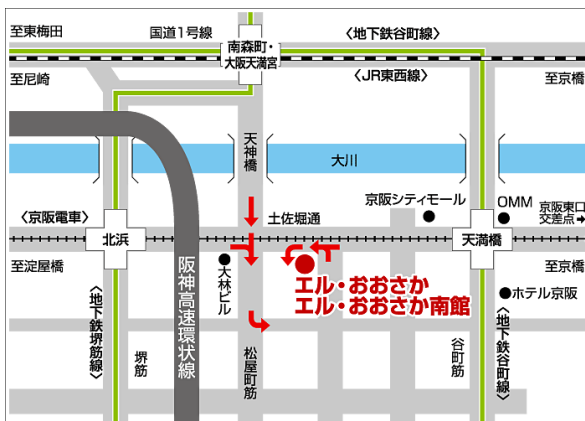 至東梅田
国道1号線
南森町・
大阪天満宮
〈地下鉄谷町線〉
至尼崎
〈JR東西線〉
至京橋
天神橋
大川
〈京阪電車〉
北浜
土佐堀通
京阪シティモール
OMM
京阪東口
交差点→
天満橋
至淀屋橋
大林ビル
阪神高速環状線
エル・おおさか
エル・おおさか南館
至京橋
ホテル京阪
〈地下鉄堺筋線〉
堺筋
松屋町筋
谷町筋
〈地下鉄谷町線〉